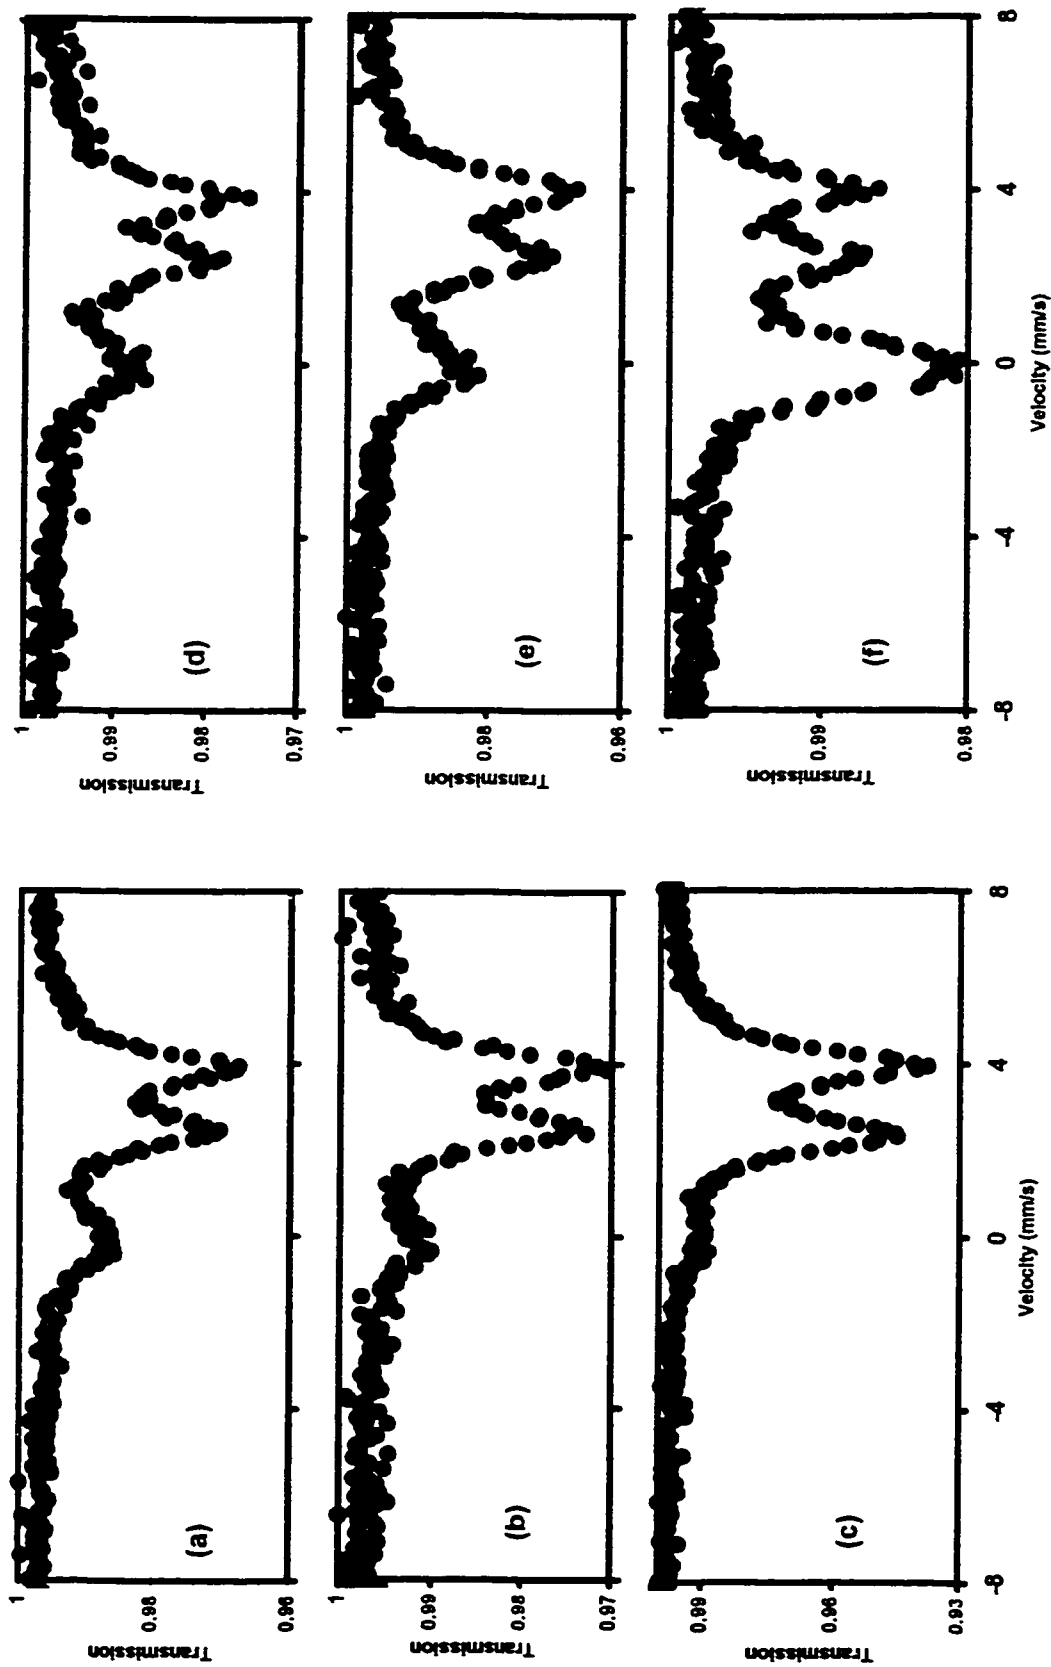 Transmission
1
0.98
0.96
(a)
Transmission
1
0.99
0.98
0.97
(b)
Transmission
0.99
0.96
0.93
(c)
-8
-4
0
4
8
Velocity (mm/s)
Transmission
1
0.99
0.98
0.97
(d)
Transmission
1
0.98
0.96
(e)
Transmission
1
0.99
0.98
(f)
-8
-4
0
4
8
Velocity (mm/s)